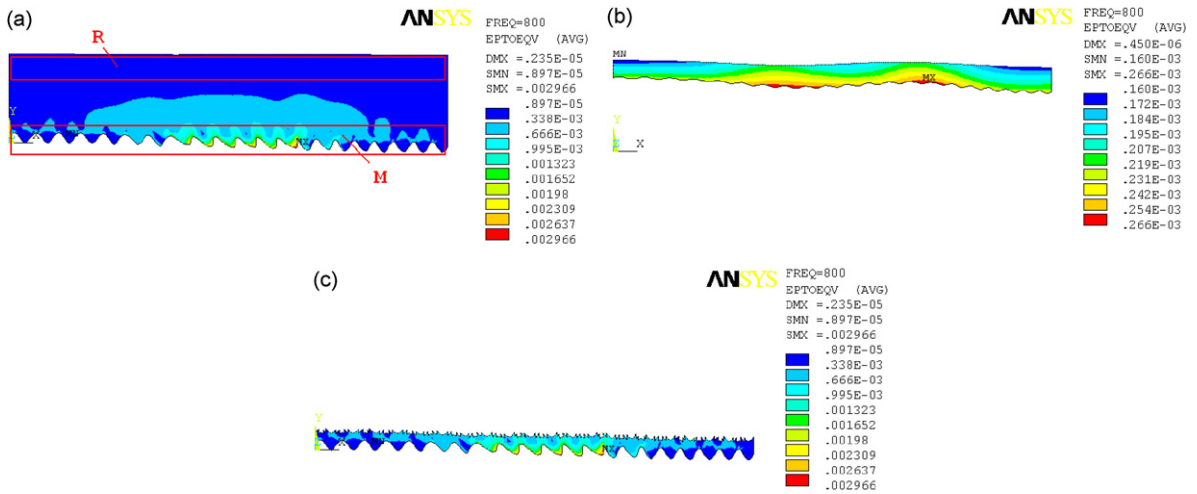 (a)
R
M
Y
X
MX
ANSYS
FREQ=800
EPTOEQV (AVG)
DMX =.235E-05
SMN =.897E-05
SMX =.002966
.897E-05
.338E-03
.666E-03
.995E-03
.001323
.001652
.00198
.002309
.002637
.002966
(b)
MN
MX
Y
Z
X
ANSYS
FREQ=800
EPTOEQV (AVG)
DMX =.450E-06
SMN =.160E-03
SMX =.266E-03
.160E-03
.172E-03
.184E-03
.195E-03
.207E-03
.219E-03
.231E-03
.242E-03
.254E-03
.266E-03
(c)
Y
X
MX
ANSYS
FREQ=800
EPTOEQV (AVG)
DMX =.235E-05
SMN =.897E-05
SMX =.002966
.897E-05
.338E-03
.666E-03
.995E-03
.001323
.001652
.00198
.002309
.002637
.002966